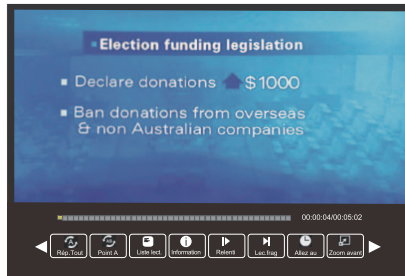 Election funding legislation
Declare donations $1000
Ban donations from overseas
& non Australian companies
00:00:04/00:05:02
Rép.Tout
Point A
Liste lect.
Information
Relenti
Lec.frag
Allez au
Zoom avant